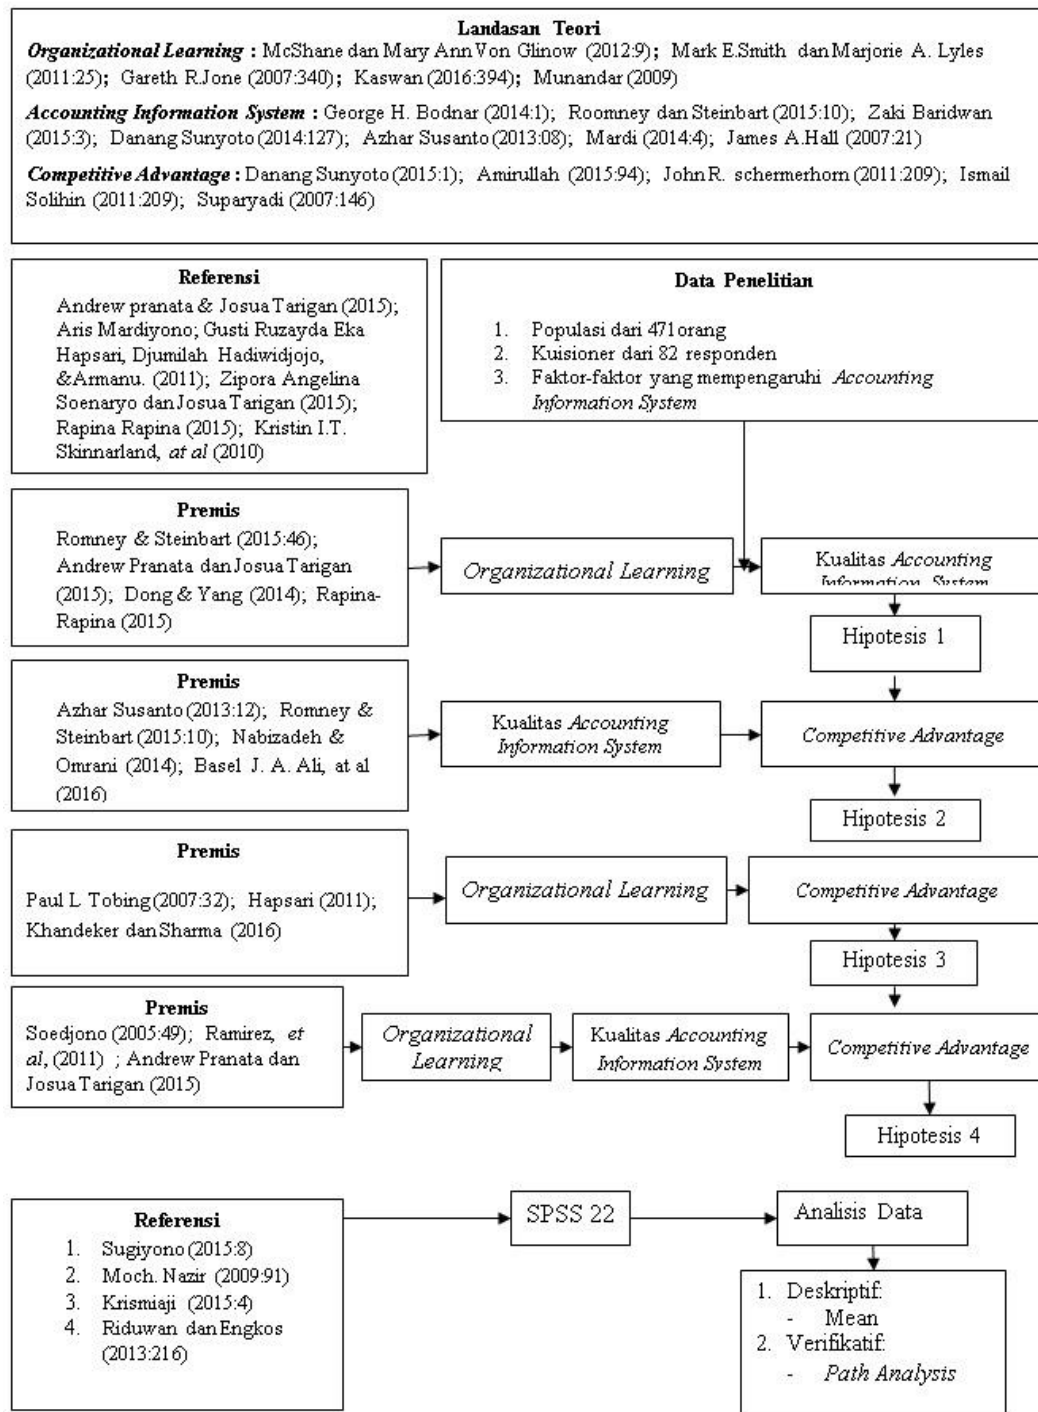 Landasan Teori
Organizational Learning : McShane dan Mary Ann Von Glinow (2012:9); Mark E.Smith dan Marjorie A. Lyles
(2011:25); Gareth R.Jone (2007:340); Kaswan (2016:394); Munandar (2009)
Accounting Information System : George H. Bodnar (2014:1); Roomney dan Steinbart (2015:10); Zaki Baridwan
(2015:3); Danang Sunyoto (2014:127); Azhar Susanto (2013:08); Mardi (2014:4); James A.Hall (2007:21)
Competitive Advantage : Danang Sunyoto (2015:1); Amirullah (2015:94); John R. schermerhorn (2011:209); Ismail
Solihin (2011:209); Suparyadi (2007:146)
Referensi
Andrew pranata & Josua Tarigan (2015);
Aris Mardiyono; Gusti Ruzayda Eka
Hapsari, Djumilah Hadiwidjojo,
&Armanu. (2011); Zipora Angelina
Soenaryo dan Josua Tarigan (2015);
Rapina Rapina (2015); Kristin I.T.
Skinnarland, at al (2010)
Data Penelitian
1. Populasi dari 471orang
2. Kuisioner dari 82 responden
3. Faktor-faktor yang mempengaruhi Accounting
Information System
Premis
Romney & Steinbart (2015:46);
Andrew Pranata dan Josua Tarigan
(2015); Dong & Yang (2014); Rapina-
Rapina (2015)
Organizational Learning
Kualitas Accounting
Information System
Hipotesis 1
Premis
Azhar Susanto (2013:12); Romney &
Steinbart (2015:10); Nabizadeh &
Omrani (2014); Basel J. A. Ali, at al
(2016)
Kualitas Accounting
Information System
Competitive Advantage
Hipotesis 2
Premis
Paul L Tobing (2007:32); Hapsari (2011);
Khandeker dan Sharma (2016)
Organizational Learning
Competitive Advantage
Hipotesis 3
Premis
Soedjono (2005:49); Ramirez, et
al, (2011) ; Andrew Pranata dan
Josua Tarigan (2015)
Organizational
Learning
Kualitas Accounting
Information System
Competitive Advantage
Hipotesis 4
Referensi
1. Sugiyono (2015:8)
2. Moch. Nazir (2009:91)
3. Krismiaji (2015:4)
4. Riduwan dan Engkos
(2013:216)
SPSS 22
Analisis Data
1. Deskriptif:
- Mean
2. Verifikatif:
- Path Analysis